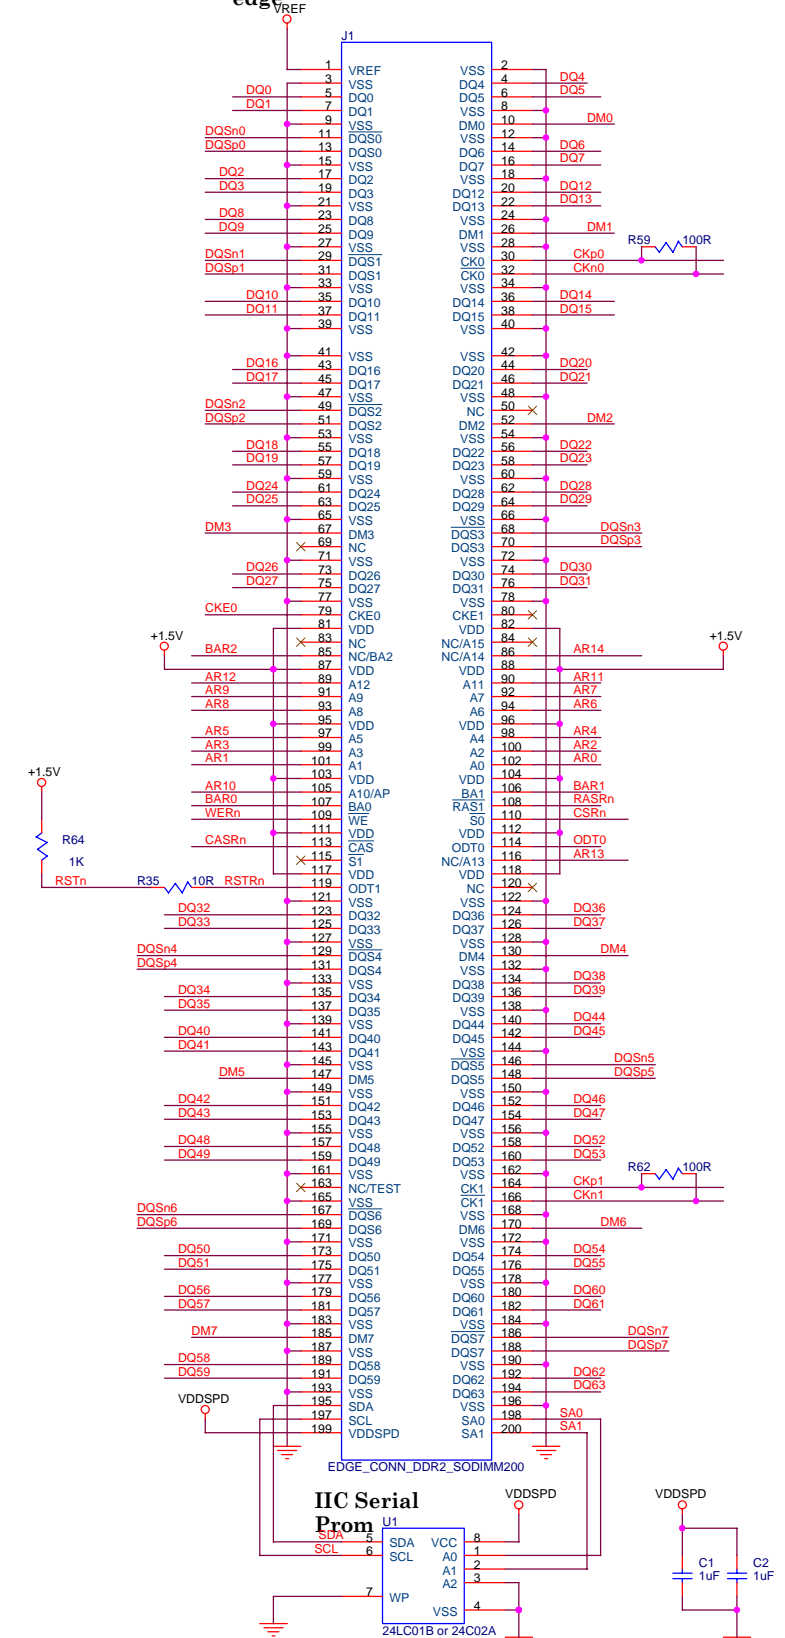 edge
VREF
J1
1 VREF VSS 2
3 VSS DQ4 4 DQ4
DQ0 5 DQ0 DQ5 6 DQ5
DQ1 7 DQ1 VSS 8
9 VSS DM0 10 DM0
DQSn0 11 DQS0 VSS 12
DQSp0 13 DQS0 DQ6 14 DQ6
15 VSS DQ7 16 DQ7
DQ2 17 DQ2 VSS 18
DQ3 19 DQ3 DQ12 20 DQ12
21 VSS DQ13 22 DQ13
DQ8 23 DQ8 VSS 24
DQ9 25 DQ9 DM1 26 DM1
27 VSS VSS 28 R59 100R
DQSn1 29 DQS1 CK0 30 CKp0
DQSp1 31 DQS1 CK0 32 CKn0
33 VSS VSS 34
DQ10 35 DQ10 DQ14 36 DQ14
DQ11 37 DQ11 DQ15 38 DQ15
39 VSS VSS 40
41 VSS VSS 42
DQ16 43 DQ16 DQ20 44 DQ20
DQ17 45 DQ17 DQ21 46 DQ21
47 VSS VSS 48
DQSn2 49 DQS2 NC 50
DQSp2 51 DQS2 DM2 52 DM2
53 VSS VSS 54
DQ18 55 DQ18 DQ22 56 DQ22
DQ19 57 DQ19 DQ23 58 DQ23
59 VSS VSS 60
DQ24 61 DQ24 DQ28 62 DQ28
DQ25 63 DQ25 DQ29 64 DQ29
65 VSS VSS 66
DM3 67 DM3 DQS3 68 DQSn3
69 NC DQS3 70 DQSp3
71 VSS VSS 72
DQ26 73 DQ26 DQ30 74 DQ30
DQ27 75 DQ27 DQ31 76 DQ31
77 VSS VSS 78
CKE0 79 CKE0 CKE1 80
81 VDD VDD 82
+1.5V 83 NC NC/A15 84 +1.5V
BAR2 85 NC/BA2 NC/A14 86 AR14
87 VDD VDD 88
AR12 89 A12 A11 90 AR11
AR9 91 A9 A7 92 AR7
AR8 93 A8 A6 94 AR6
95 VDD VDD 96
AR5 97 A5 A4 98 AR4
AR3 99 A3 A2 100 AR2
AR1 101 A1 A0 102 AR0
+1.5V 103 VDD VDD 104
AR10 105 A10/AP BA1 106 BAR1
BAR0 107 BA0 RAS1 108 RASRn
WERn 109 WE S0 110 CSRn
111 VDD VDD 112
R64 CASRn 113 CAS ODT0 114 ODT0
1K 115 S1 NC/A13 116 AR13
117 VDD VDD 118
RSTn R35 10R RSTRn 119 ODT1 NC 120
121 VSS VSS 122
DQ32 123 DQ32 DQ36 124 DQ36
DQ33 125 DQ33 DQ37 126 DQ37
127 VSS VSS 128
DQSn4 129 DQS4 DM4 130 DM4
DQSp4 131 DQS4 VSS 132
133 VSS DQ38 134 DQ38
DQ34 135 DQ34 DQ39 136 DQ39
DQ35 137 DQ35 VSS 138
139 VSS DQ44 140 DQ44
DQ40 141 DQ40 DQ45 142 DQ45
DQ41 143 DQ41 VSS 144
145 VSS DQS5 146 DQSn5
DM5 147 DM5 DQS5 148 DQSp5
149 VSS VSS 150
DQ42 151 DQ42 DQ46 152 DQ46
DQ43 153 DQ43 DQ47 154 DQ47
155 VSS VSS 156
DQ48 157 DQ48 DQ52 158 DQ52
DQ49 159 DQ49 DQ53 160 DQ53
161 VSS VSS 162 R62 100R
163 NC/TEST CK1 164 CKp1
165 VSS CK1 166 CKn1
DQSn6 167 DQS6 VSS 168
DQSp6 169 DQS6 DM6 170 DM6
171 VSS VSS 172
DQ50 173 DQ50 DQ54 174 DQ54
DQ51 175 DQ51 DQ55 176 DQ55
177 VSS VSS 178
DQ56 179 DQ56 DQ60 180 DQ60
DQ57 181 DQ57 DQ61 182 DQ61
183 VSS VSS 184
DM7 185 DM7 DQS7 186 DQSn7
187 VSS DQS7 188 DQSp7
DQ58 189 DQ58 VSS 190
DQ59 191 DQ59 DQ62 192 DQ62
193 VSS DQ63 194 DQ63
VDDSPD 195 SDA VSS 196
197 SCL SA0 198 SA0
199 VDDSPD SA1 200 SA1
EDGE_CONN_DDR2_SODIMM200
IIC Serial
Prom
VDDSPD VDDSPD
U1
SDA 5 SDA VCC 8
SCL 6 SCL A0 1
A1 2
A2 3
7 WP
VSS 4
C1 C2
1uF 1uF
24LC01B or 24C02A